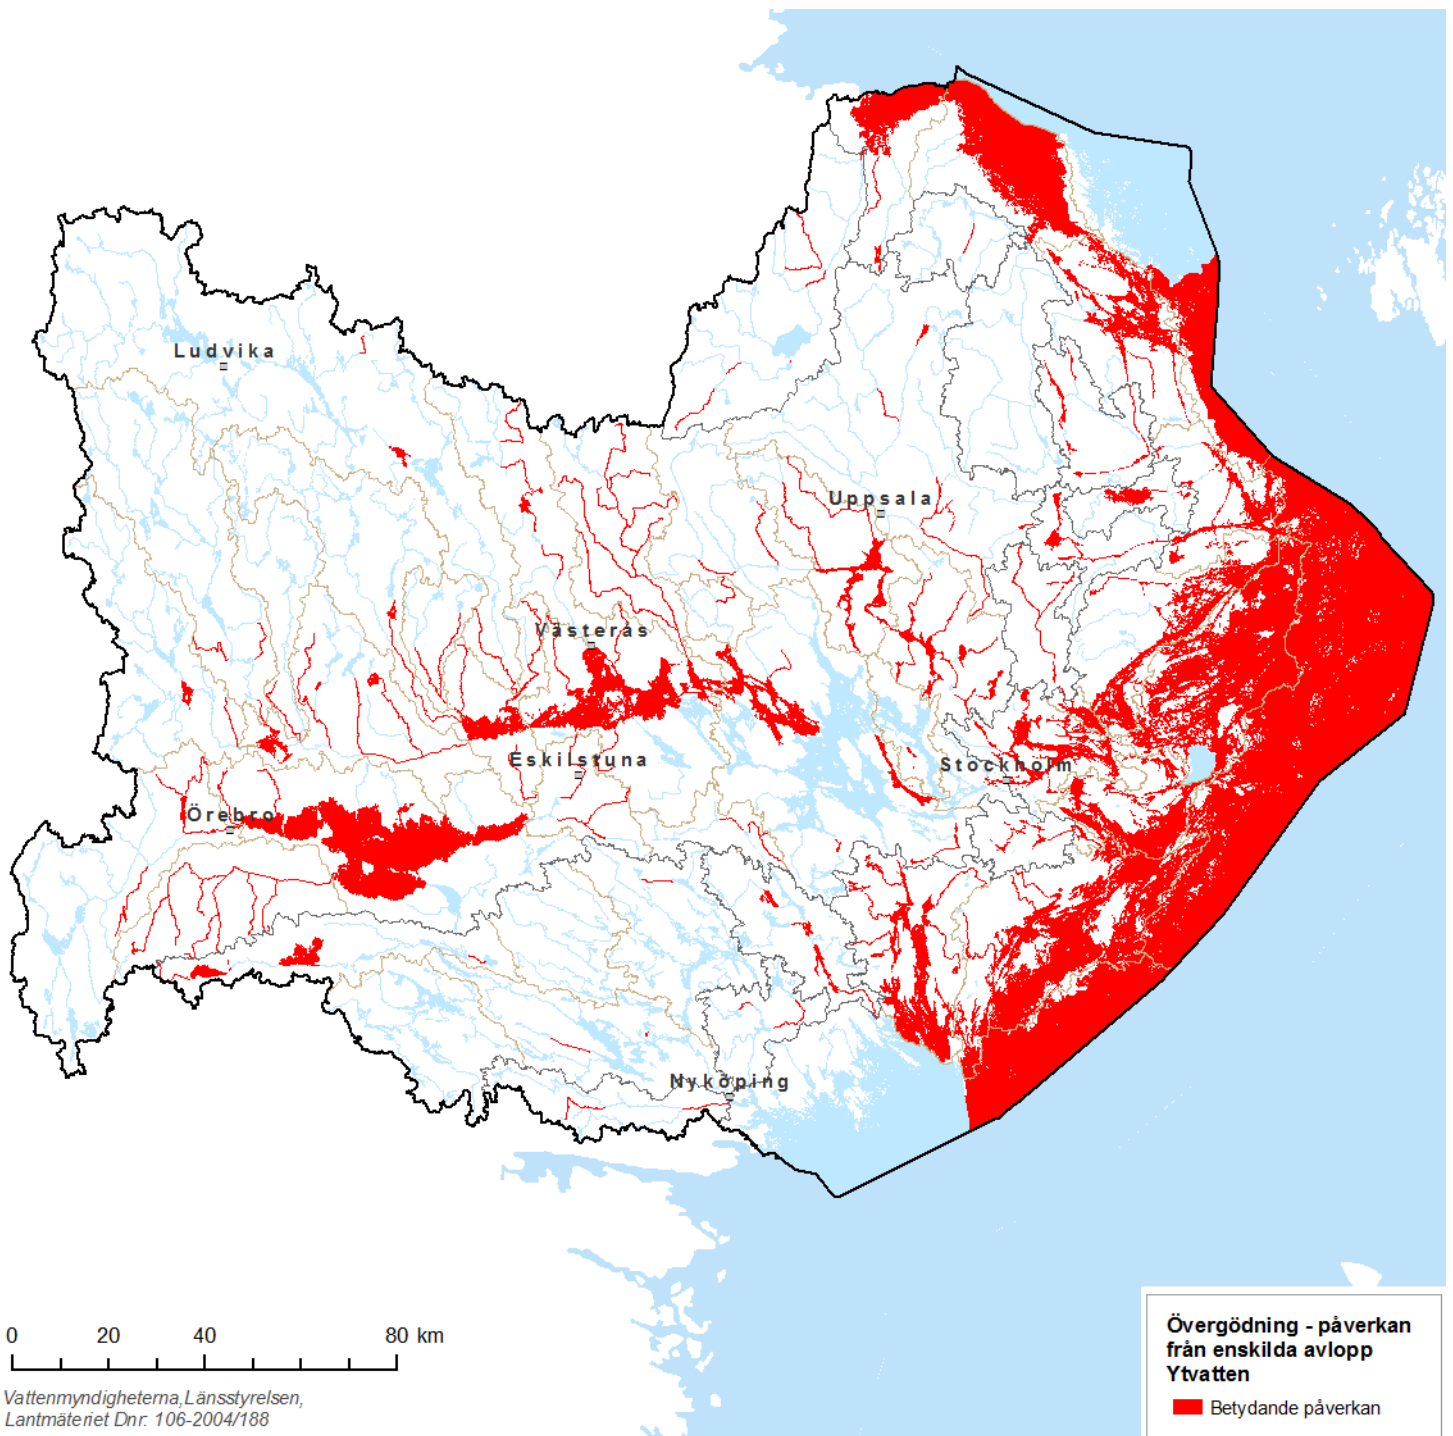 Ludvika
Uppsala
Västerås
Eskilstuna
Stockholm
Örebro
Nyköping
0 20 40 80 km
Vattenmyndigheterna,Länsstyrelsen,
Lantmäteriet Dnr: 106-2004/188
Övergödning - påverkan
från enskilda avlopp
Ytvatten
Betydande påverkan